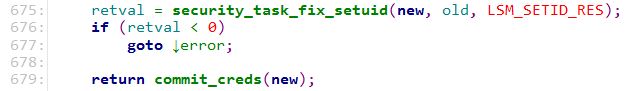 675:     retval = security_task_fix_setuid(new, old, LSM_SETID_RES);
676:     if (retval < 0)
677:         goto ↓error;
678:
679:     return commit_creds(new);